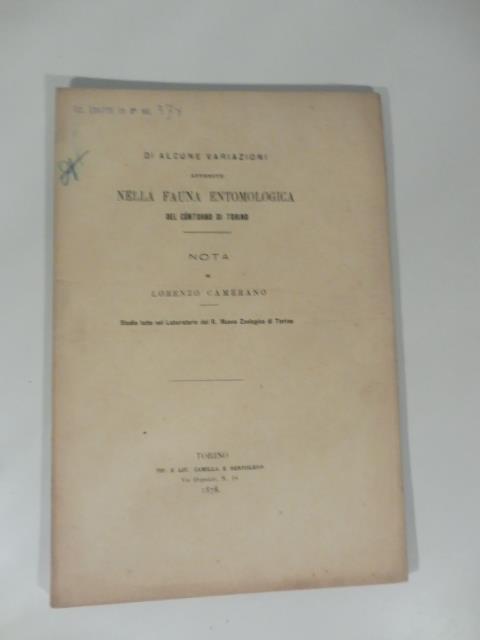 DI ALCUNE VARIAZIONI
AVVENUTE
NELLA FAUNA ENTOMOLOGICA
DEL CONTORNO DI TORINO
NOTA
DI
LORENZO CAMERANO
Studio fatto nel Laboratorio del R. Museo Zoologico di Torino
TORINO
TIP. E LIT. CAMILLA E BERTOLERO
Via Ospedale, N. 18
1878.